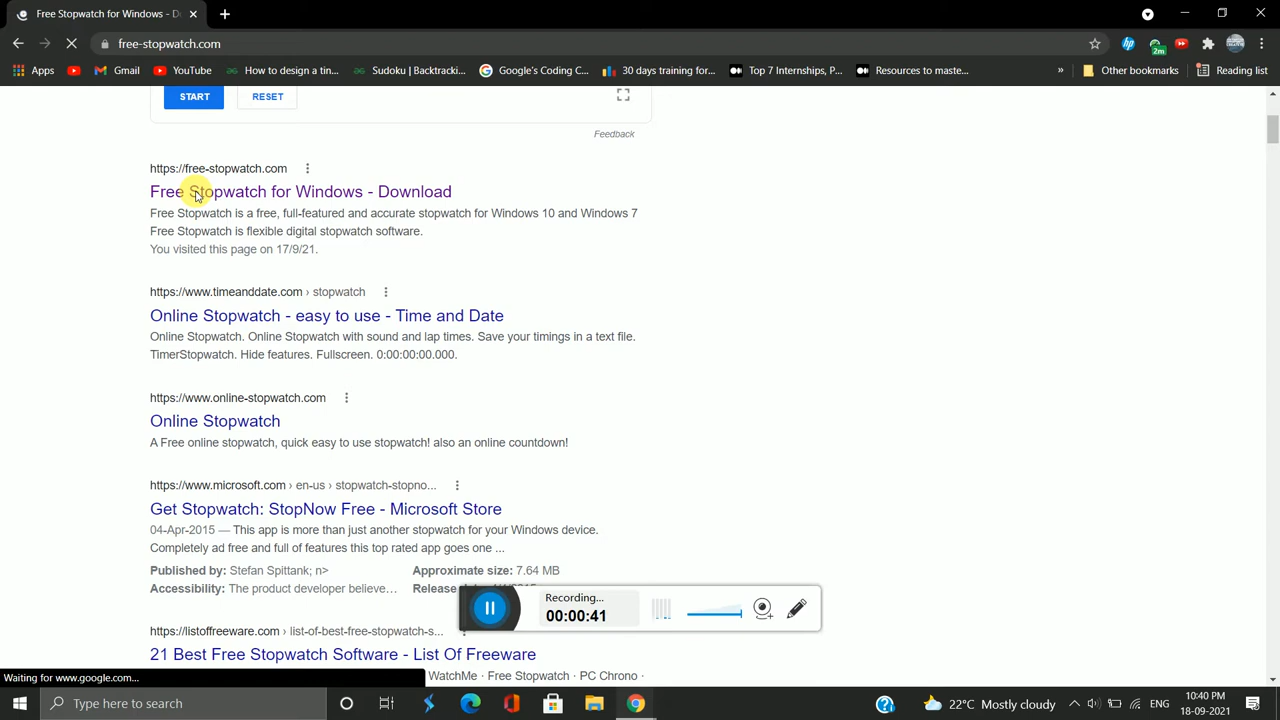 Free Stopwatch for Windows - D
free-stopwatch.com
2m
Apps
Gmail
YouTube
How to design a tin...
Sudoku | Backtracki...
Google's Coding C...
30 days training for...
Top 7 Internships, P...
Resources to maste...
»
Other bookmarks
Reading list
START
RESET
Feedback
https://free-stopwatch.com
Free Stopwatch for Windows - Download
Free Stopwatch is a free, full-featured and accurate stopwatch for Windows 10 and Windows 7
Free Stopwatch is flexible digital stopwatch software.
You visited this page on 17/9/21.
https://www.timeanddate.com › stopwatch
Online Stopwatch - easy to use - Time and Date
Online Stopwatch. Online Stopwatch with sound and lap times. Save your timings in a text file.
TimerStopwatch. Hide features. Fullscreen. 0:00:00:00.000.
https://www.online-stopwatch.com
Online Stopwatch
A Free online stopwatch, quick easy to use stopwatch! also an online countdown!
https://www.microsoft.com › en-us › stopwatch-stopno...
Get Stopwatch: StopNow Free - Microsoft Store
04-Apr-2015 — This app is more than just another stopwatch for your Windows device.
Completely ad free and full of features this top rated app goes one ...
Published by: Stefan Spittank; n>
Approximate size: 7.64 MB
Accessibility: The product developer believe...
Release
Recording...
00:00:41
https://listoffreeware.com › list-of-best-free-stopwatch-s...
21 Best Free Stopwatch Software - List Of Freeware
WatchMe · Free Stopwatch · PC Chrono ·
Waiting for www.google.com...
Type here to search
22°C Mostly cloudy
ENG
10:40 PM
18-09-2021